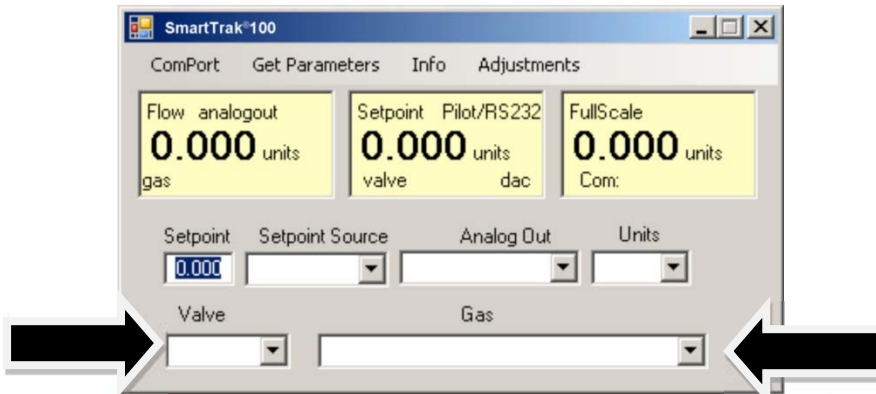 SmartTrak®100
ComPort Get Parameters Info Adjustments
Flow analogout
0.000 units
gas
Setpoint Pilot/RS232
0.000 units
valve dac
FullScale
0.000 units
Com:
Setpoint Setpoint Source Analog Out Units
0.000
Valve Gas